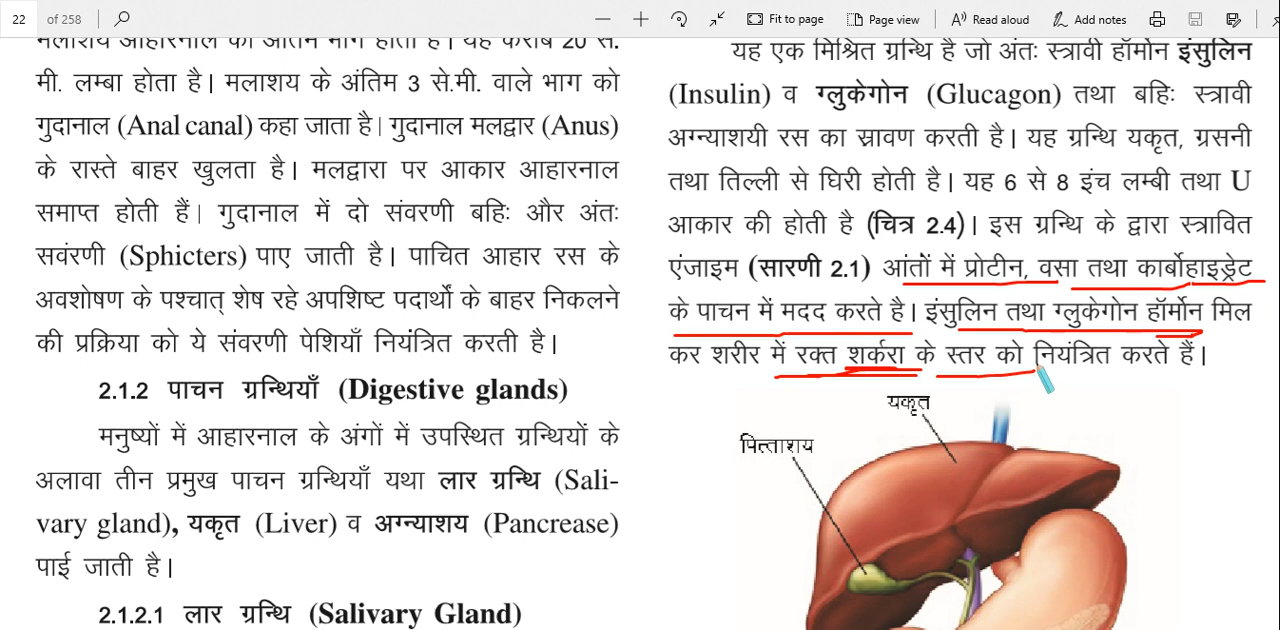 22 of 258 Fit to page Page view Read aloud Add notes
मलाशय आहारनाल का अंतिम भाग होता है। यह करीब 20 से.
मी. लम्बा होता है। मलाशय के अंतिम 3 से.मी. वाले भाग को
गुदानाल (Anal canal) कहा जाता है। गुदानाल मलद्वार (Anus)
के रास्ते बाहर खुलता है। मलद्वारा पर आकार आहारनाल
समाप्त होती हैं। गुदानाल में दो संवरणी बहिः और अंतः
सवंरणी (Sphicters) पाए जाती है। पाचित आहार रस के
अवशोषण के पश्चात् शेष रहे अपशिष्ट पदार्थों के बाहर निकलने
की प्रक्रिया को ये संवरणी पेशियाँ नियंत्रित करती है।
2.1.2 पाचन ग्रन्थियाँ (Digestive glands)
मनुष्यों में आहारनाल के अंगों में उपस्थित ग्रन्थियों के
अलावा तीन प्रमुख पाचन ग्रन्थियाँ यथा लार ग्रन्थि (Sali-
vary gland), यकृत (Liver) व अग्न्याशय (Pancrease)
पाई जाती है।
2.1.2.1 लार ग्रन्थि (Salivary Gland)
यह एक मिश्रित ग्रन्थि है जो अंतः स्त्रावी हॉर्मोन इंसुलिन
(Insulin) व ग्लुकेगोन (Glucagon) तथा बहिः स्त्रावी
अग्न्याशयी रस का स्रावण करती है। यह ग्रन्थि यकृत, ग्रसनी
तथा तिल्ली से घिरी होती है। यह 6 से 8 इंच लम्बी तथा U
आकार की होती है (चित्र 2.4)। इस ग्रन्थि के द्वारा स्त्रावित
एंजाइम (सारणी 2.1) आंतों में प्रोटीन, वसा तथा कार्बोहाइड्रेट
के पाचन में मदद करते है। इंसुलिन तथा ग्लुकेगोन हॉर्मोन मिल
कर शरीर में रक्त शर्करा के स्तर को नियंत्रित करते हैं।
यकृत
पित्ताशय